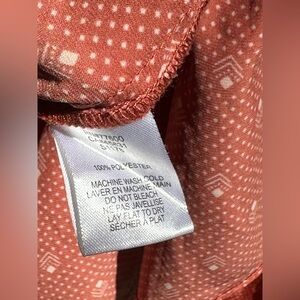 100% POLYESTER
MACHINE WASH COLD
LAVER EN MACHINE MAIN
DO NOT BLEACH
NE PAS JAVELLISE
LAY FLAT TO DRY
SÉCHER À PLAT